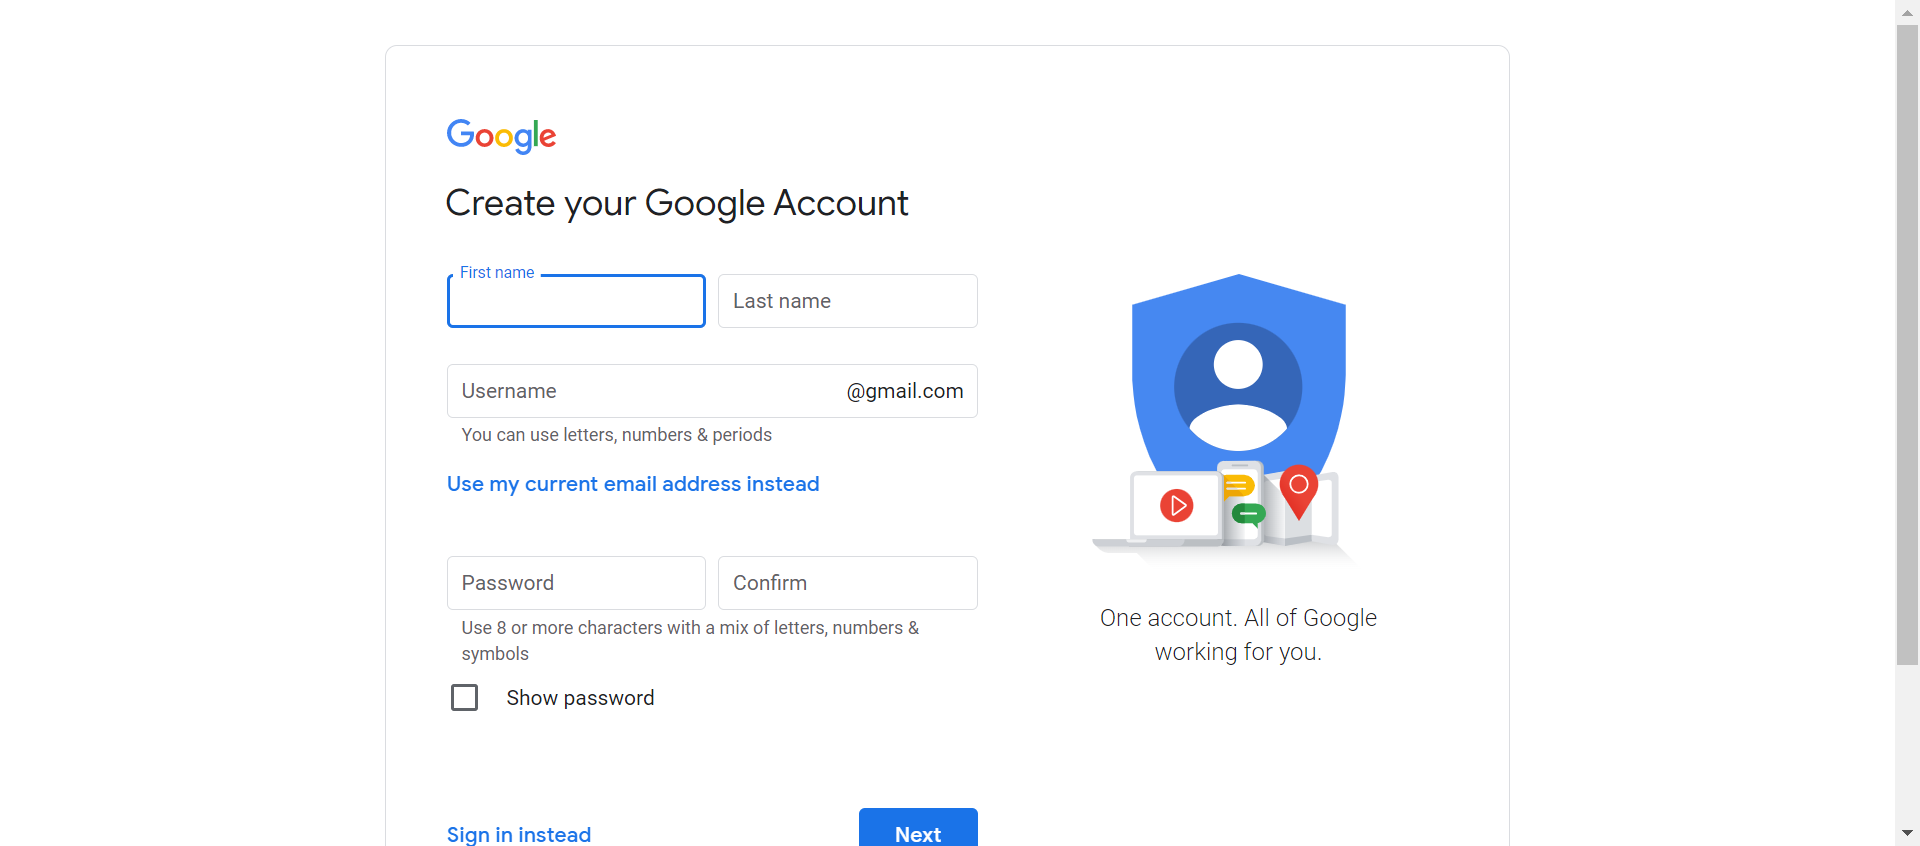 Google
Create your Google Account
First name
Last name
Username
@gmail.com
You can use letters, numbers & periods
Use my current email address instead
Password
Confirm
Use 8 or more characters with a mix of letters, numbers &
symbols
Show password
Sign in instead
Next
One account. All of Google
working for you.